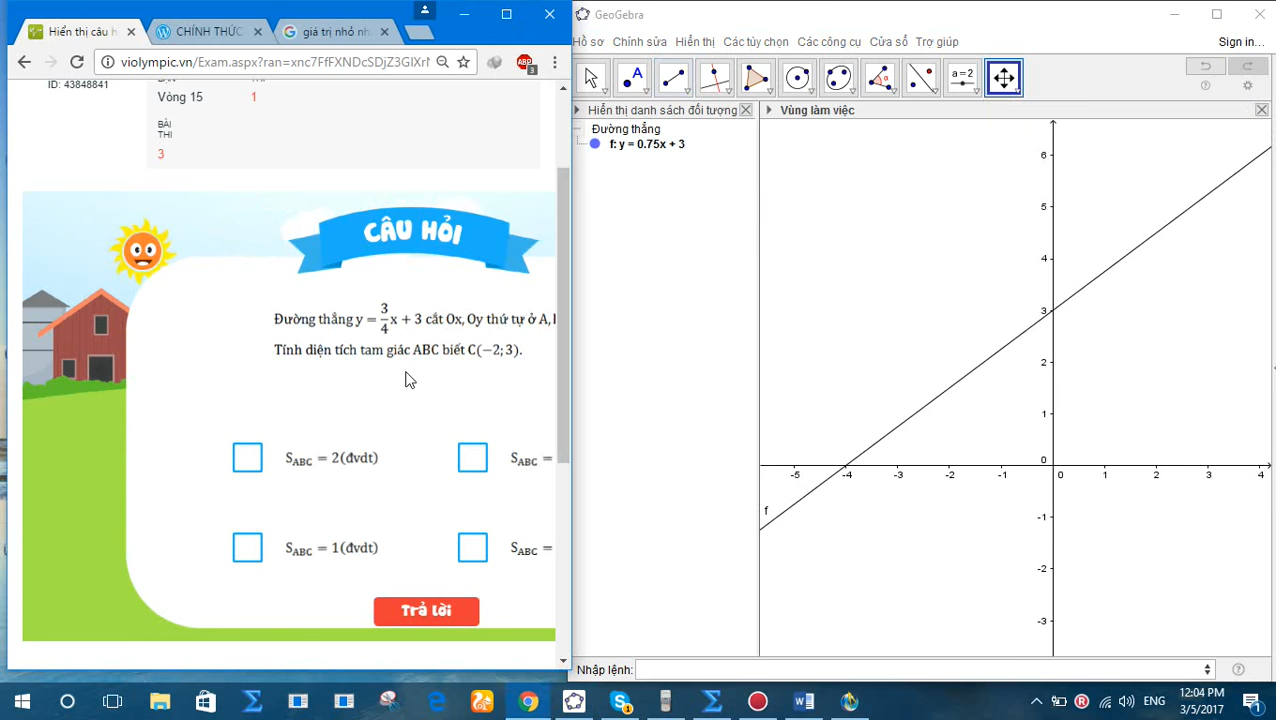 Hiển thị câu h
CHÍNH THỨC
giá trị nhỏ nh
violympic.vn/Exam.aspx?ran=xnc7FfFXNDcSDjZ3GlXrN
ABP
3
ID: 43848841
Vòng 15
1
BÀI
THI
3
CÂU HỎI
Đường thẳng y = 3/4 x + 3 cắt Ox, Oy thứ tự ở A,
Tính diện tích tam giác ABC biết C(−2; 3).
S_ABC = 2(đvdt)
S_ABC =
S_ABC = 1(đvdt)
S_ABC =
Trả lời
GeoGebra
Hồ sơ Chỉnh sửa Hiển thị Các tùy chọn Các công cụ Cửa sổ Trợ giúp
Sign in...
A
a = 2
Hiển thị danh sách đối tượng
Vùng làm việc
Đường thẳng
f: y = 0.75x + 3
6
5
4
3
2
1
0
-5 -4 -3 -2 -1 0 1 2 3 4
f
-1
-2
-3
Nhập lệnh:
ENG
12:04 PM
3/5/2017
1